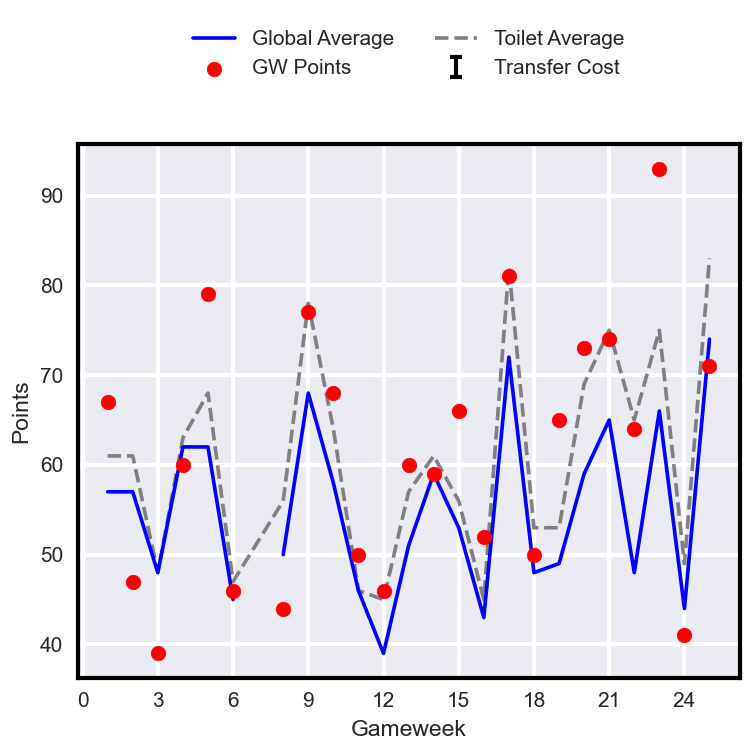 Global Average
Toilet Average
GW Points
Transfer Cost
90
80
70
60
50
40
Points
0 3 6 9 12 15 18 21 24
Gameweek